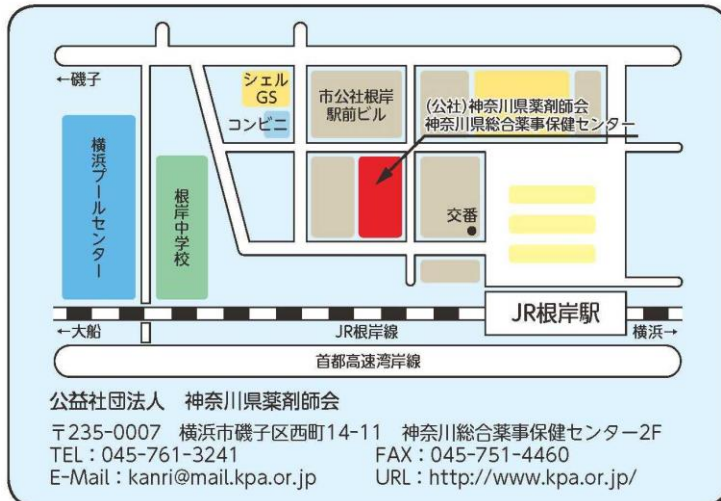 ←磯子
シェル
GS
コンビニ
市公社根岸
駅前ビル
(公社)神奈川県薬剤師会
神奈川県総合薬事保健センター
横浜プールセンター
根岸中学校
交番
JR根岸駅
←大船
JR根岸線
横浜→
首都高速湾岸線
公益社団法人 神奈川県薬剤師会
〒235-0007 横浜市磯子区西町14-11 神奈川総合薬事保健センター2F
TEL：045-761-3241 FAX：045-751-4460
E-Mail：kanri@mail.kpa.or.jp URL：http://www.kpa.or.jp/